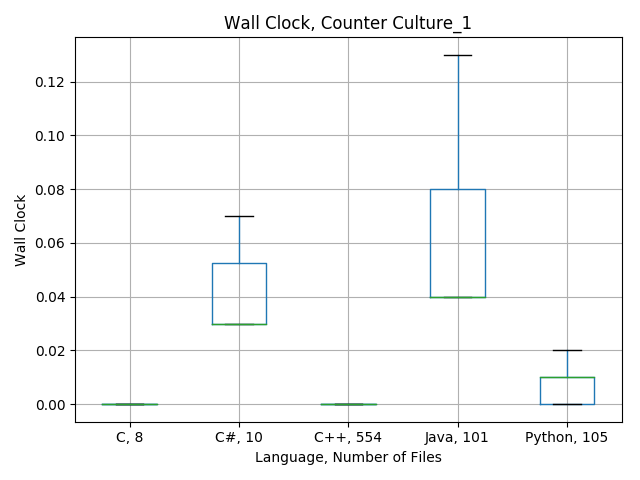 Wall Clock, Counter Culture_1
Wall Clock
0.12
0.10
0.08
0.06
0.04
0.02
0.00
C, 8
C#, 10
C++, 554
Java, 101
Python, 105
Language, Number of Files